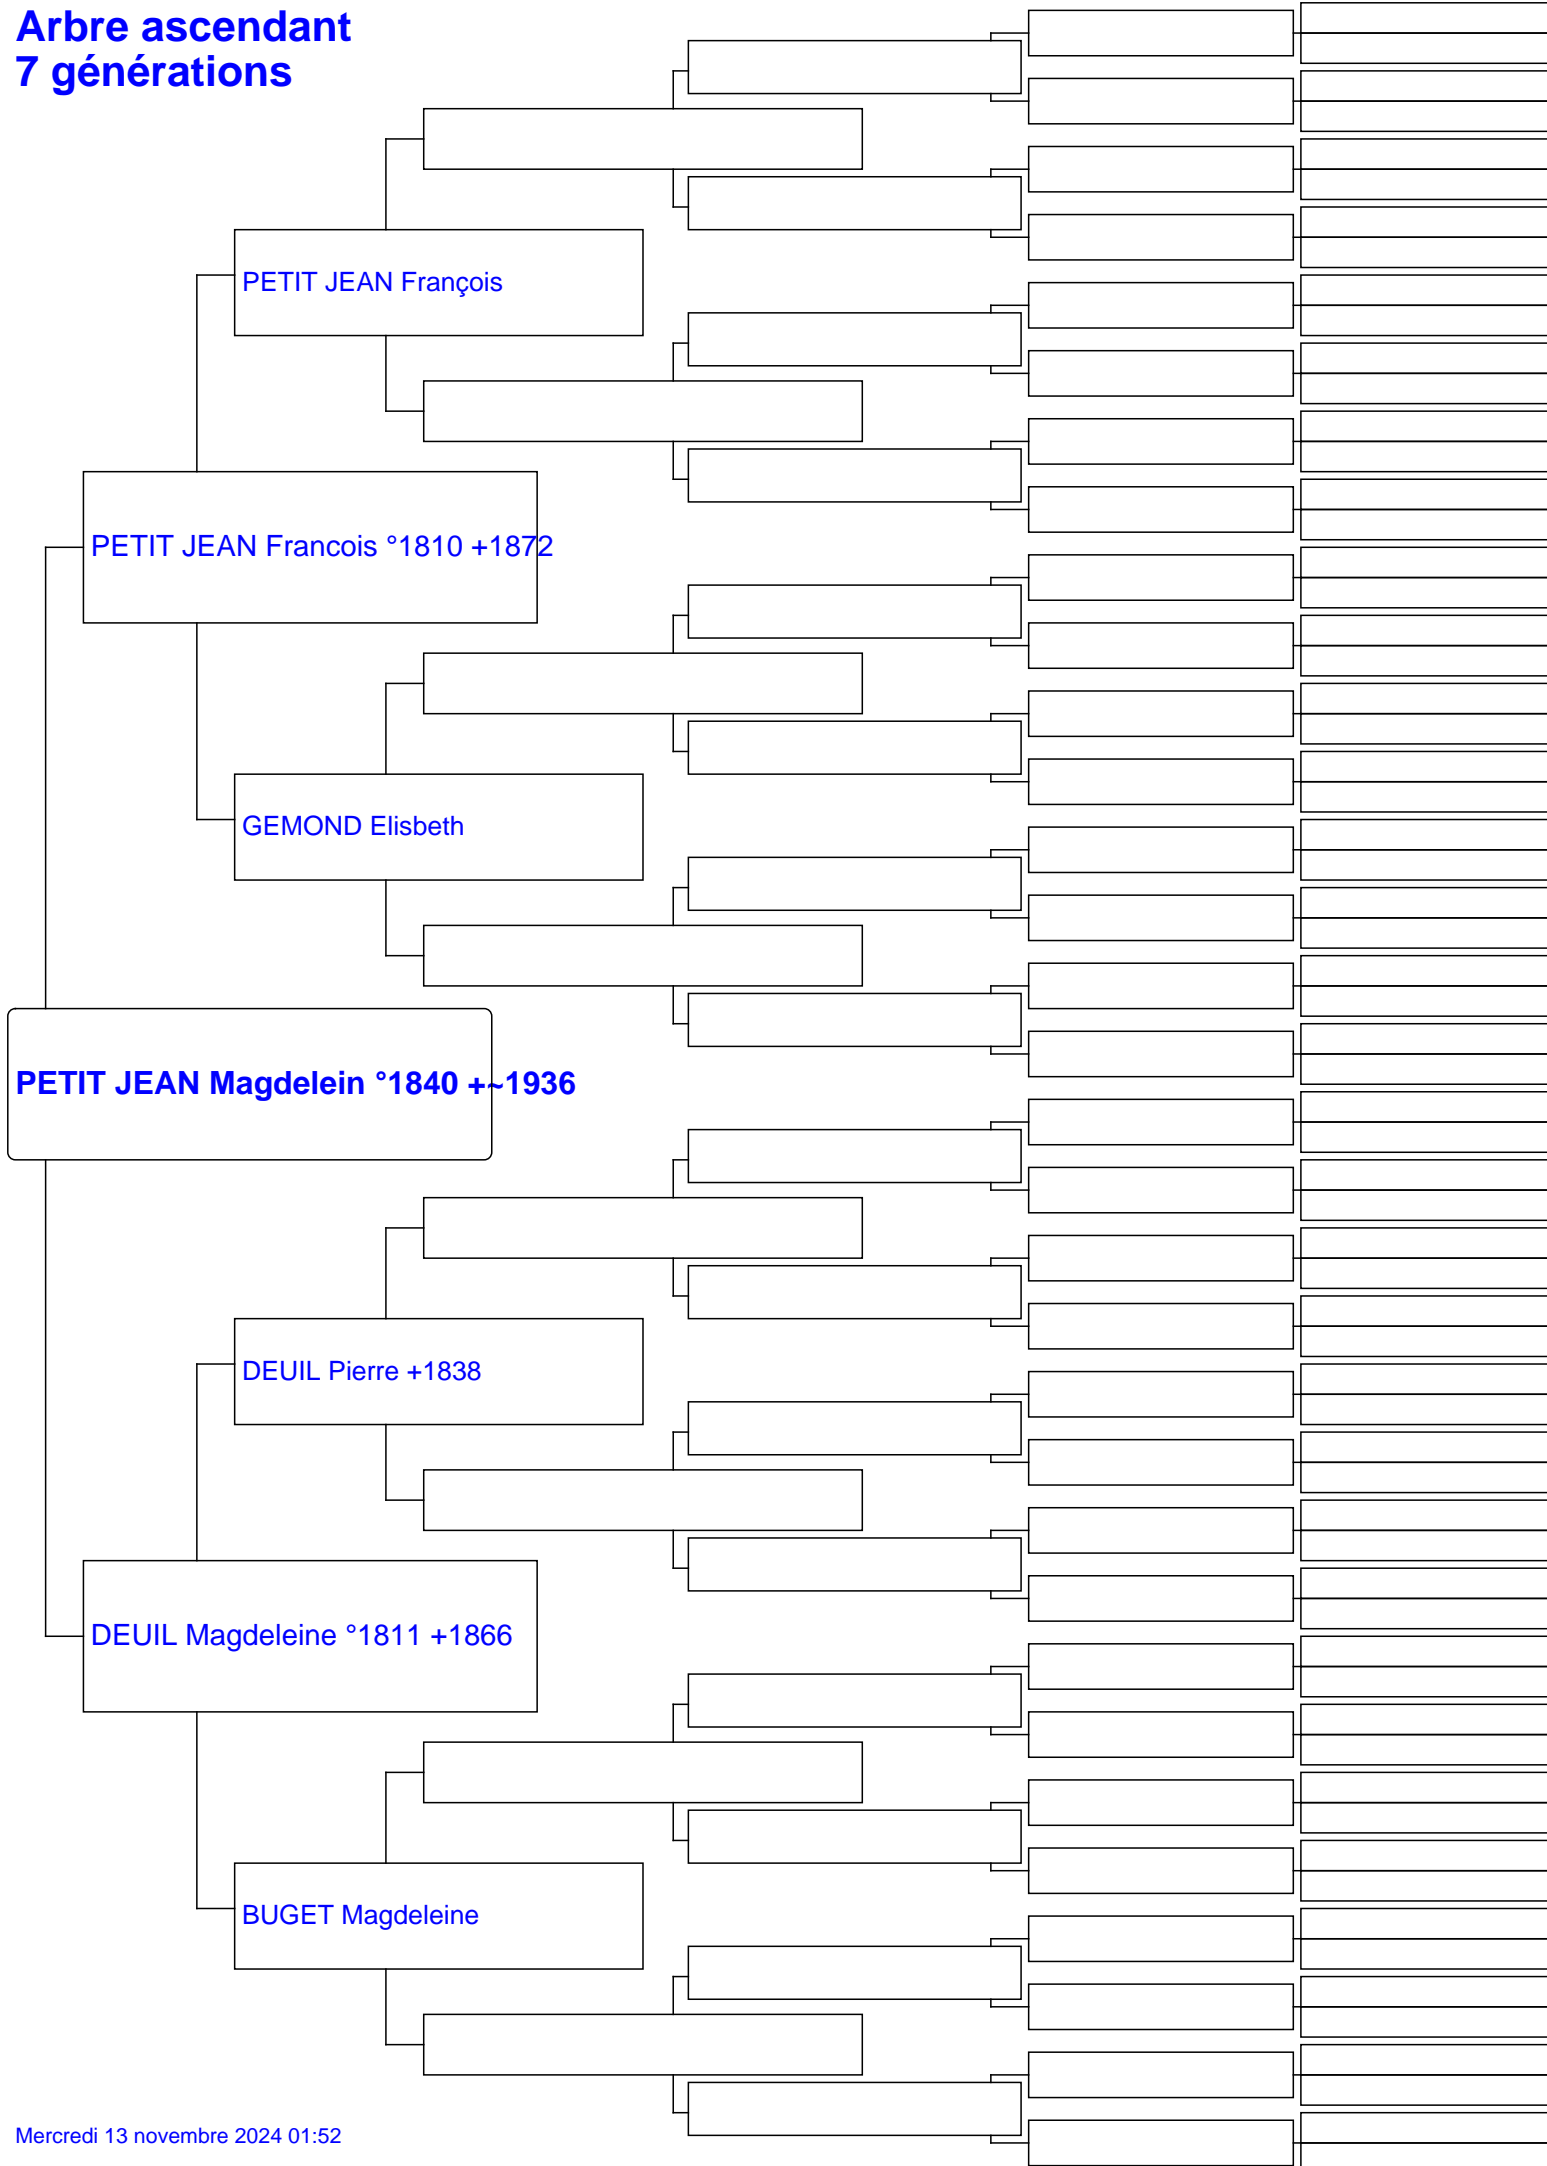 Arbre ascendant
7 générations
PETIT JEAN François
PETIT JEAN Francois °1810 +1872
GEMOND Elisbeth
PETIT JEAN Magdelein °1840 +~1936
DEUIL Pierre +1838
DEUIL Magdeleine °1811 +1866
BUGET Magdeleine
Mercredi 13 novembre 2024 01:52